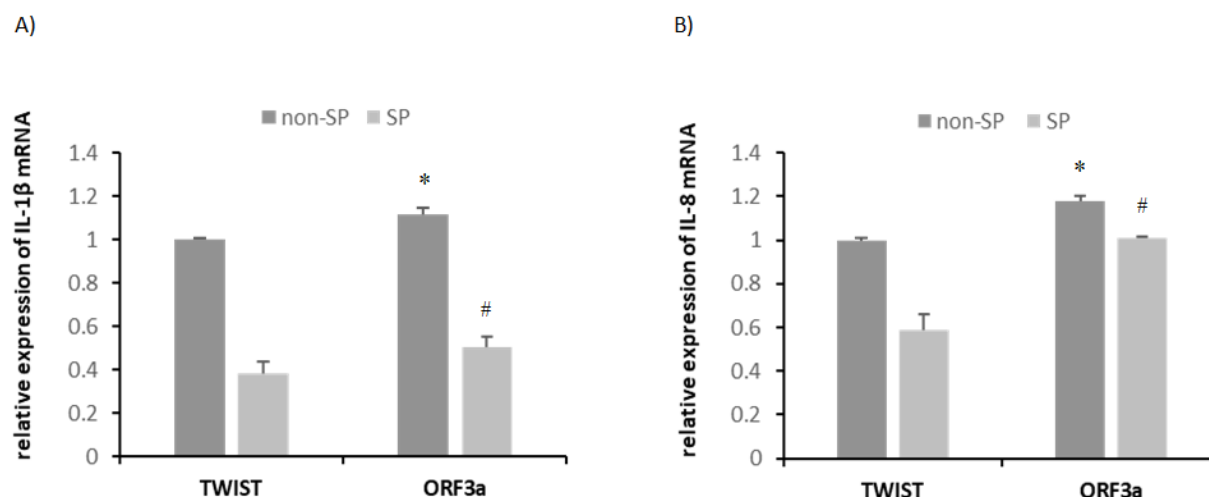 A)
B)
non-SP SP
relative expression of IL-1β mRNA
1.4
1.2
1
0.8
0.6
0.4
0.2
0
*
#
TWIST ORF3a
non-SP SP
relative expression of IL-8 mRNA
1.4
1.2
1
0.8
0.6
0.4
0.2
0
*
#
TWIST ORF3a